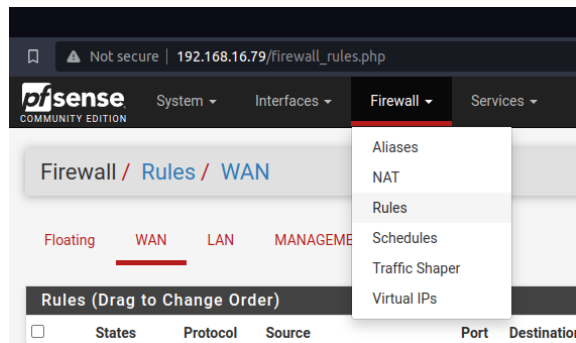 Not secure | 192.168.16.79/firewall_rules.php
pfsense
COMMUNITY EDITION
System Interfaces Firewall Services
Aliases
NAT
Rules
Schedules
Traffic Shaper
Virtual IPs
Firewall / Rules / WAN
Floating WAN LAN MANAGEME
Rules (Drag to Change Order)
States Protocol Source Port Destination